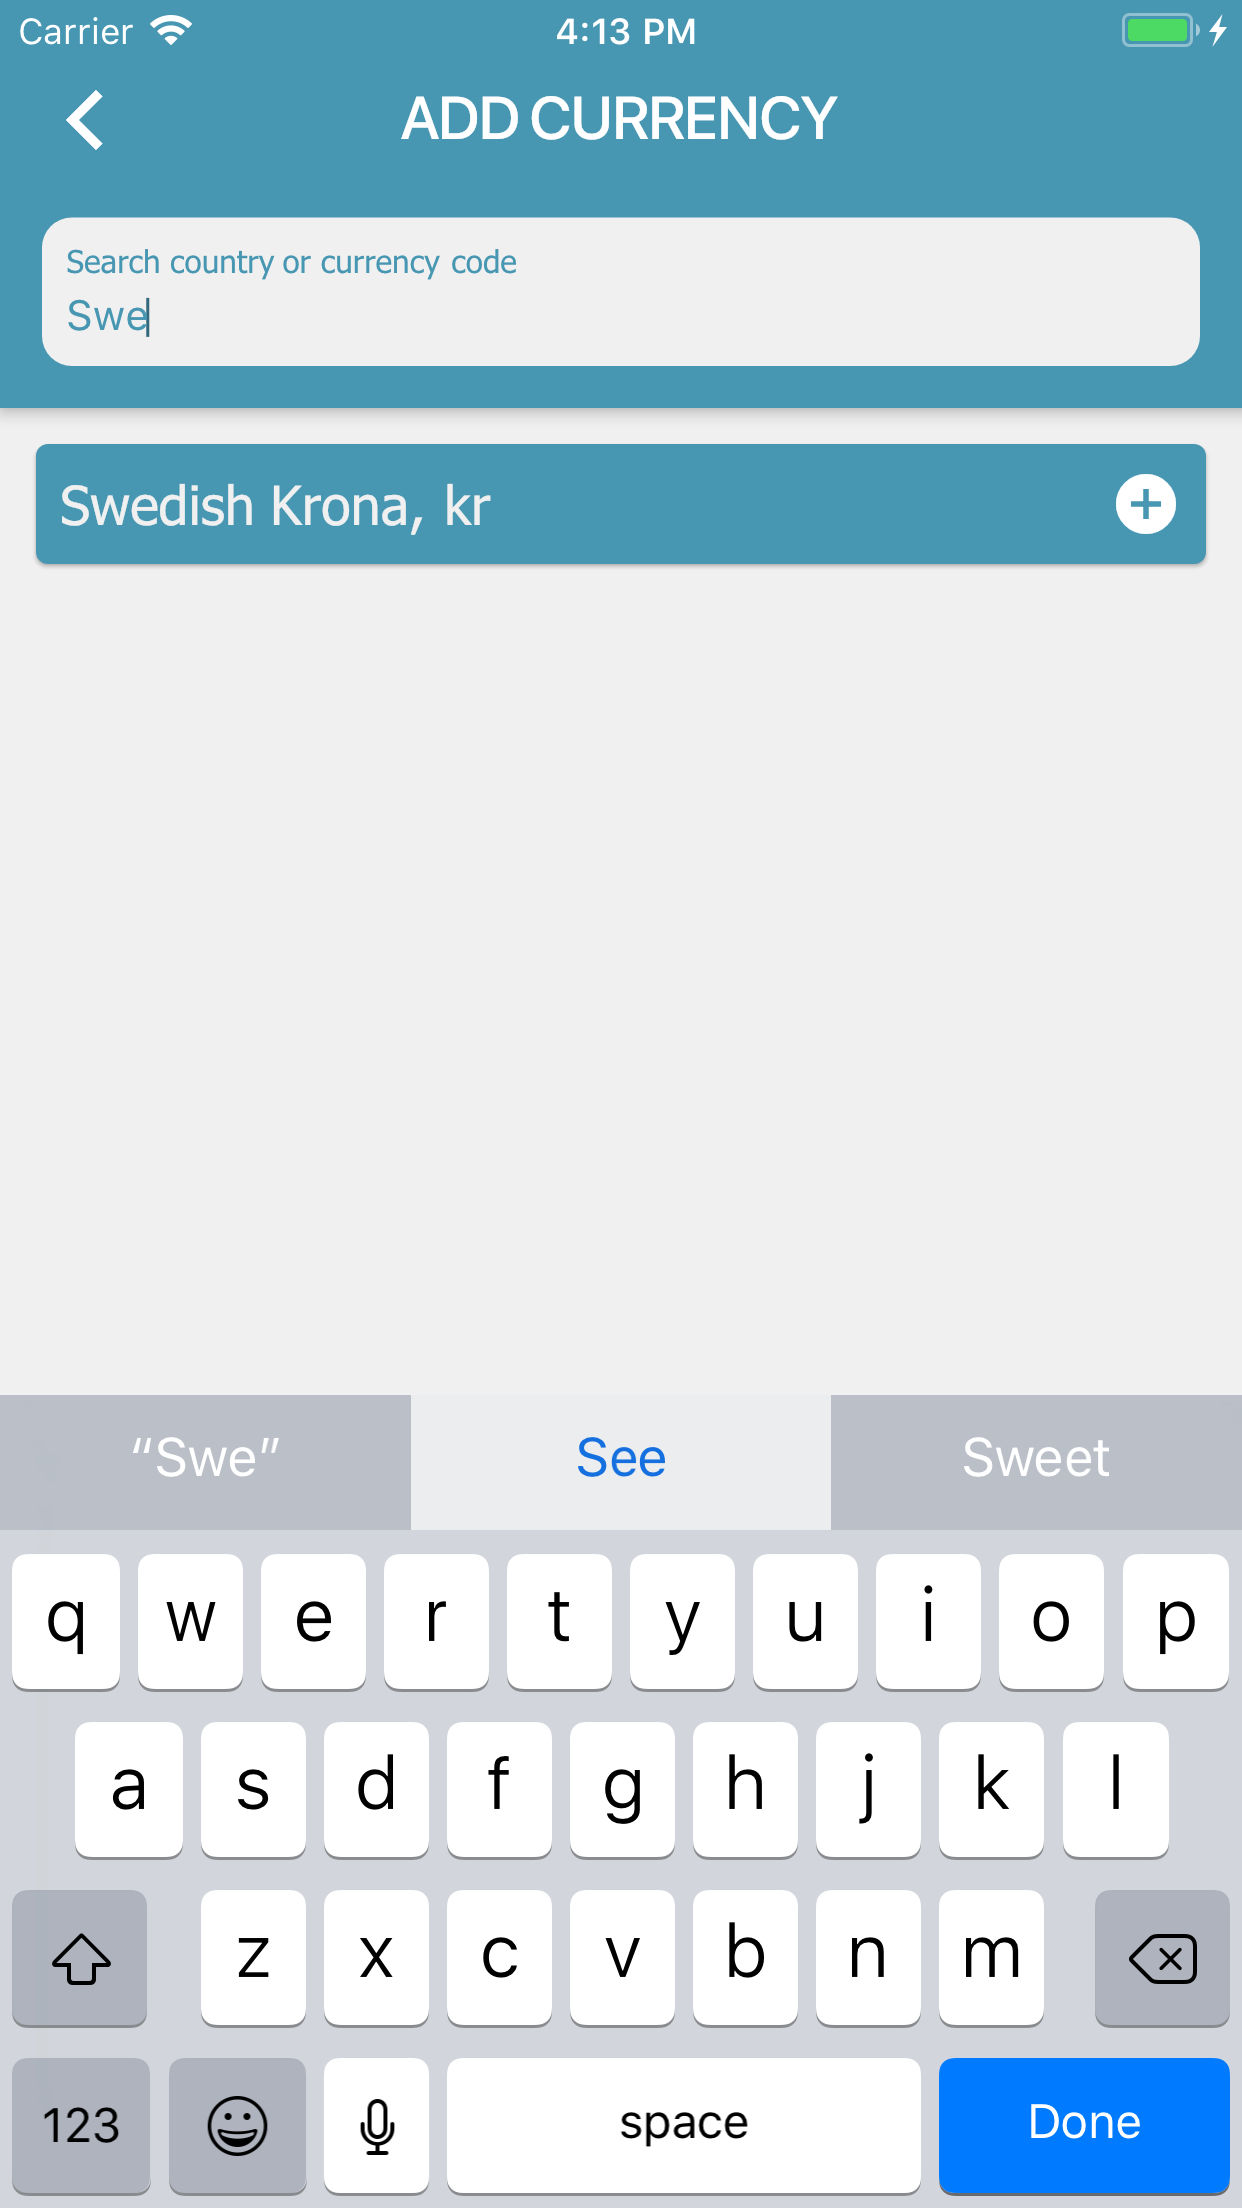 Carrier 4:13 PM
ADD CURRENCY
Search country or currency code
Swe
Swedish Krona, kr
“Swe” See Sweet
q w e r t y u i o p
a s d f g h j k l
z x c v b n m
123 space Done